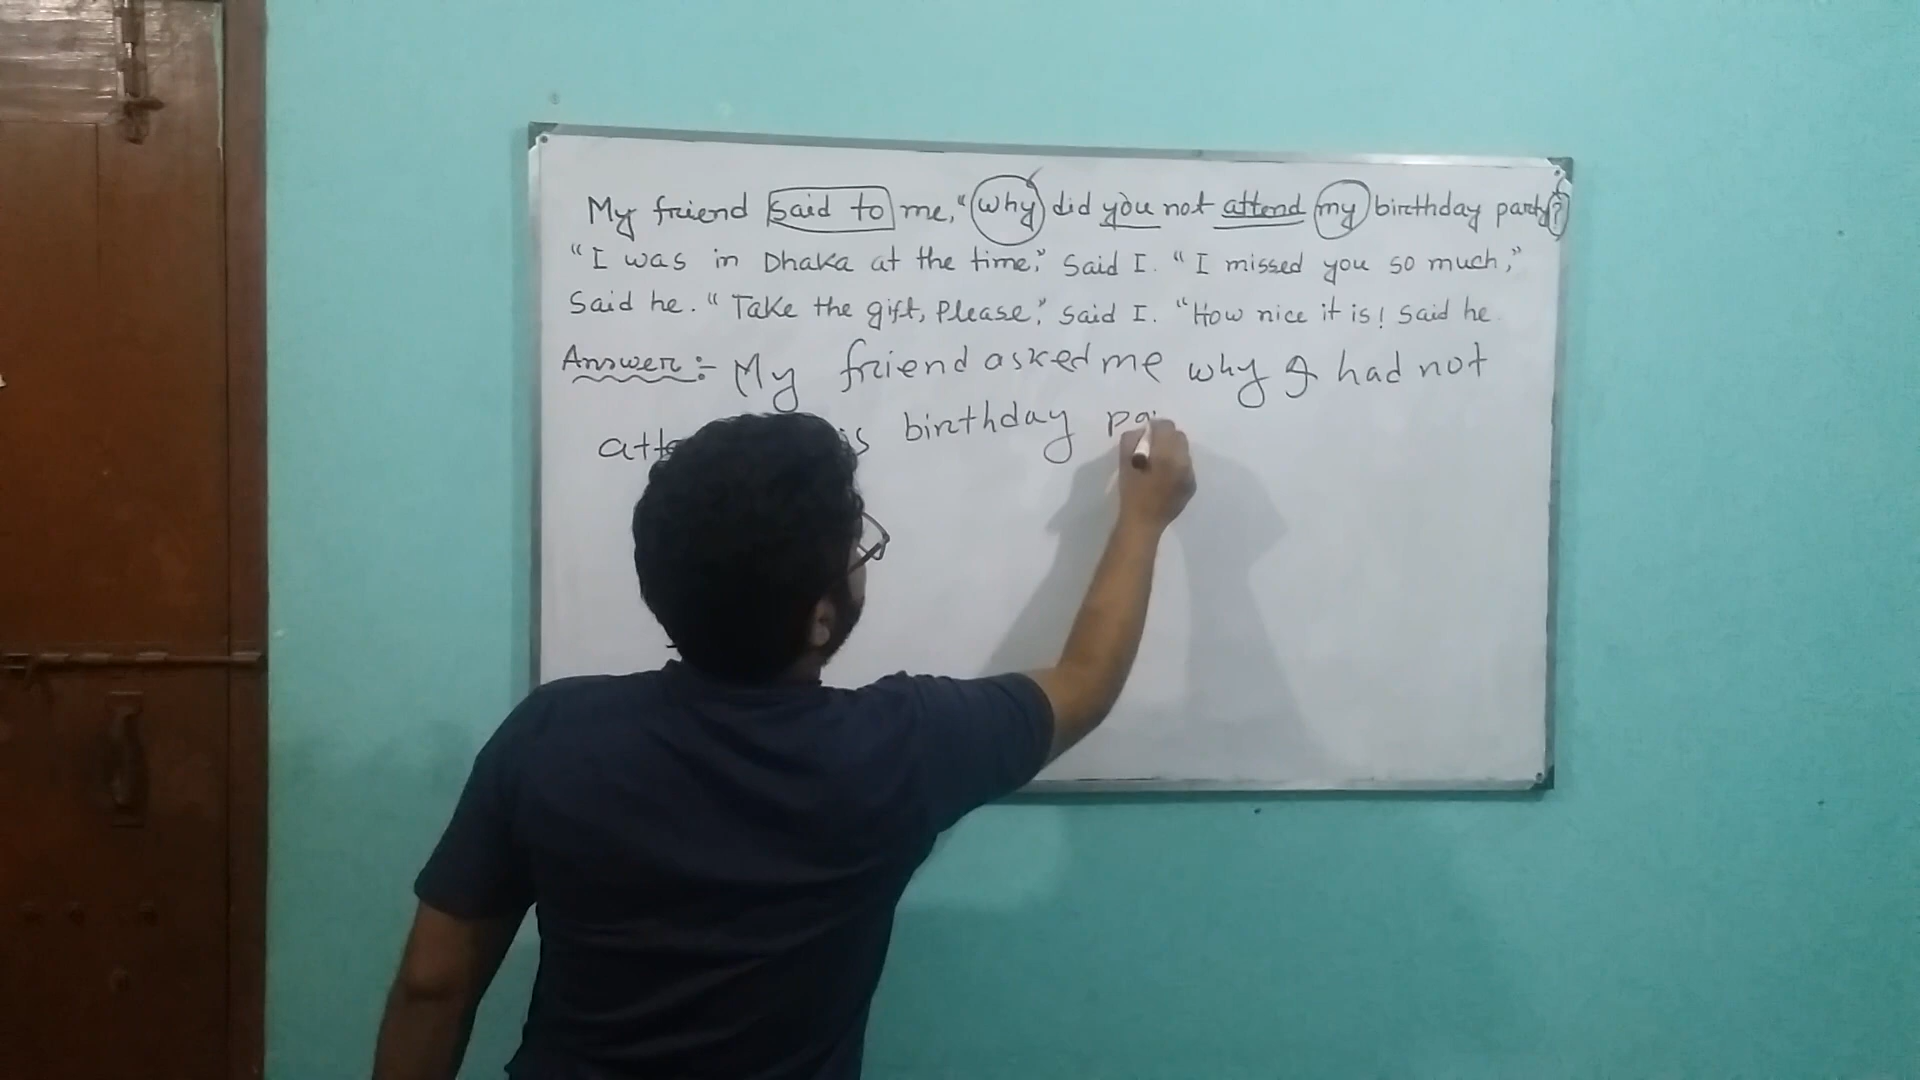 My friend said to me, "why did you not attend my birthday party?
"I was in Dhaka at the time," said I. "I missed you so much,"
Said he. "Take the gift, Please," said I. "How nice it is! said he.
Answer:- My friend asked me why I had not
birthday